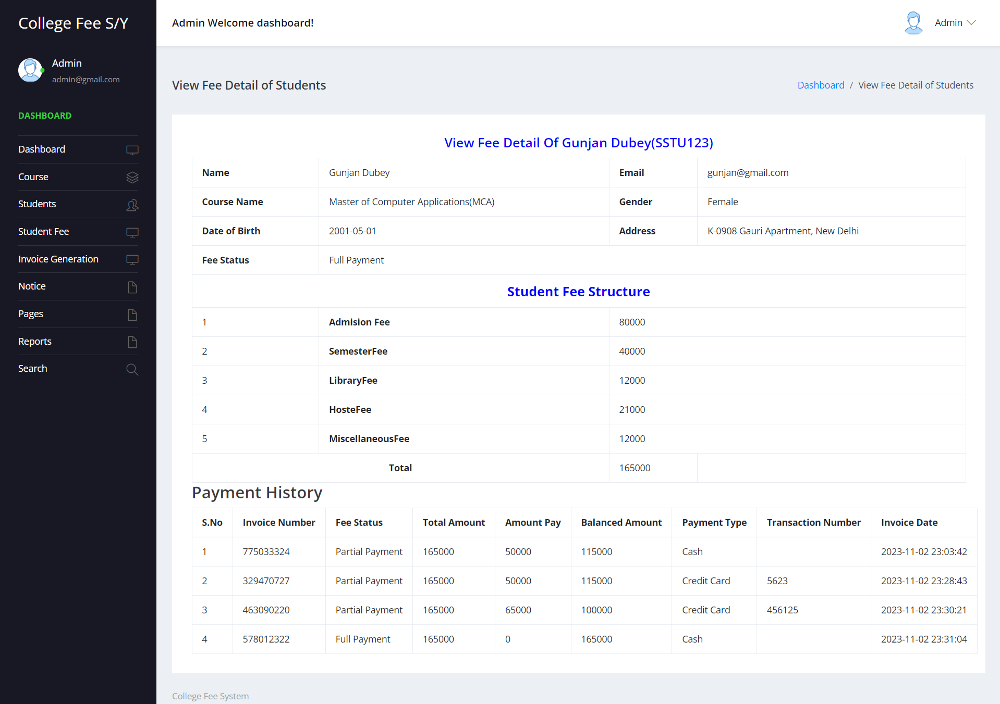 College Fee S/Y
Admin Welcome dashboard!
Admin
Admin
admin@gmail.com
DASHBOARD
Dashboard
Course
Students
Student Fee
Invoice Generation
Notice
Pages
Reports
Search
View Fee Detail of Students
Dashboard / View Fee Detail of Students
View Fee Detail Of Gunjan Dubey(SSTU123)
Name Gunjan Dubey Email gunjan@gmail.com
Course Name Master of Computer Applications(MCA) Gender Female
Date of Birth 2001-05-01 Address K-0908 Gauri Apartment, New Delhi
Fee Status Full Payment
Student Fee Structure
1 Admision Fee 80000
2 SemesterFee 40000
3 LibraryFee 12000
4 HosteFee 21000
5 MiscellaneousFee 12000
Total 165000
Payment History
S.No Invoice Number Fee Status Total Amount Amount Pay Balanced Amount Payment Type Transaction Number Invoice Date
1 775033324 Partial Payment 165000 50000 115000 Cash 2023-11-02 23:03:42
2 329470727 Partial Payment 165000 50000 115000 Credit Card 5623 2023-11-02 23:28:43
3 463090220 Partial Payment 165000 65000 100000 Credit Card 456125 2023-11-02 23:30:21
4 578012322 Full Payment 165000 0 165000 Cash 2023-11-02 23:31:04
College Fee System